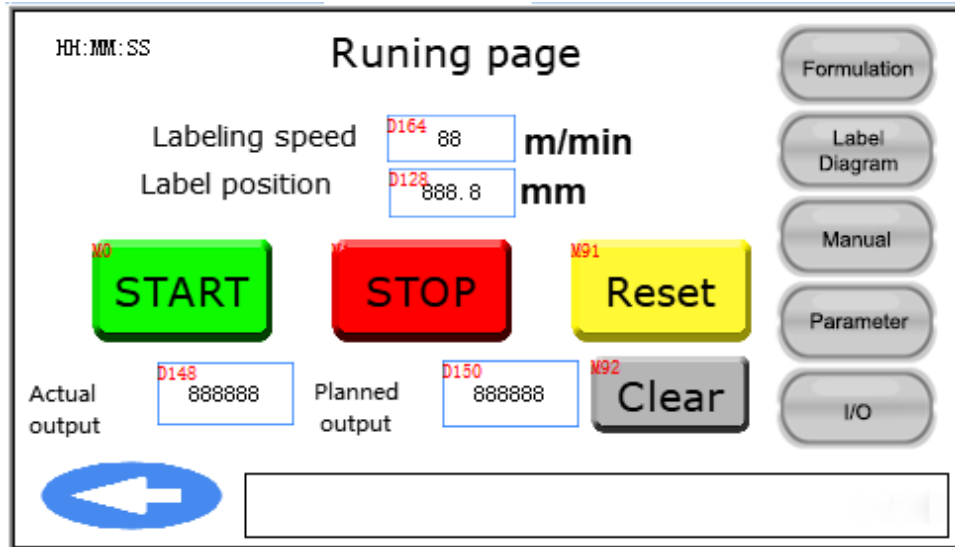 HH:MM:SS
Runing page
Formulation
Labeling speed
D164
88
m/min
Label
Diagram
Label position
D128
888.8
mm
Manual
M0
START
STOP
M91
Reset
Parameter
Actual
output
D148
888888
Planned
output
D150
888888
M92
Clear
I/O